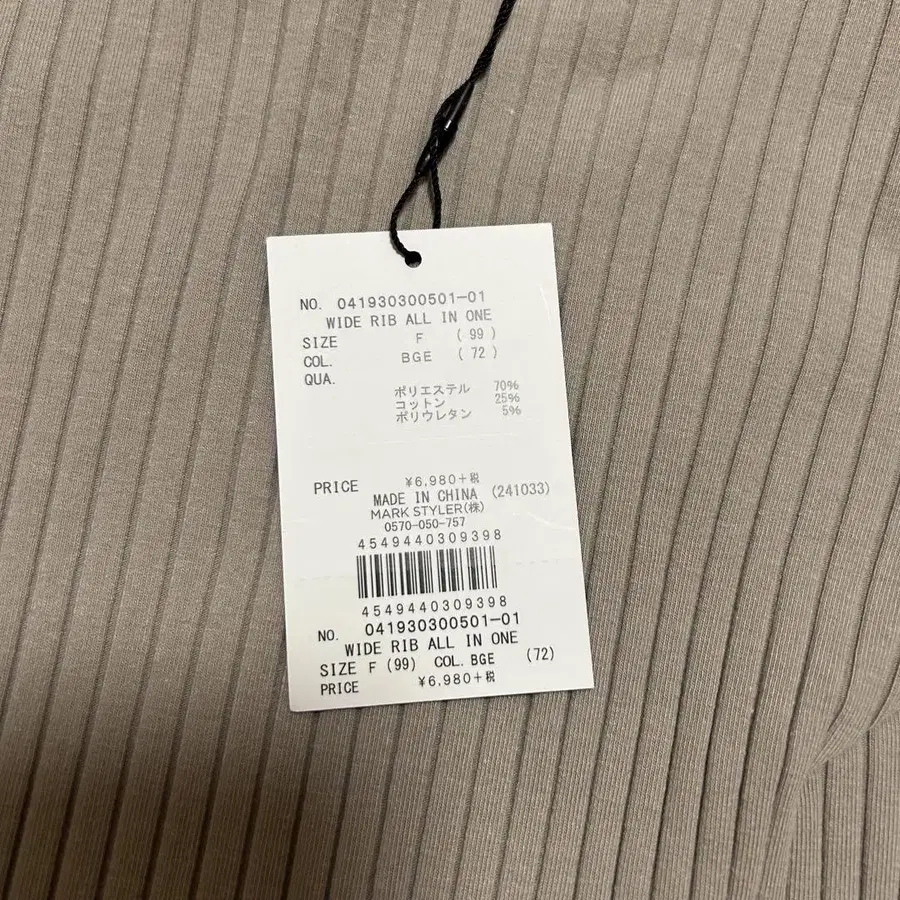 NO. 041930300501-01
WIDE RIB ALL IN ONE
SIZE F (99)
COL. BGE (72)
QUA.
ポリエステル 70%
コットン 25%
ポリウレタン 5%
PRICE ¥6,980+税
MADE IN CHINA (241033)
MARK STYLER(株)
0570-050-757
4549440309398
4549440309398
NO. 041930300501-01
WIDE RIB ALL IN ONE
SIZE F (99) COL. BGE (72)
PRICE ¥6,980+税